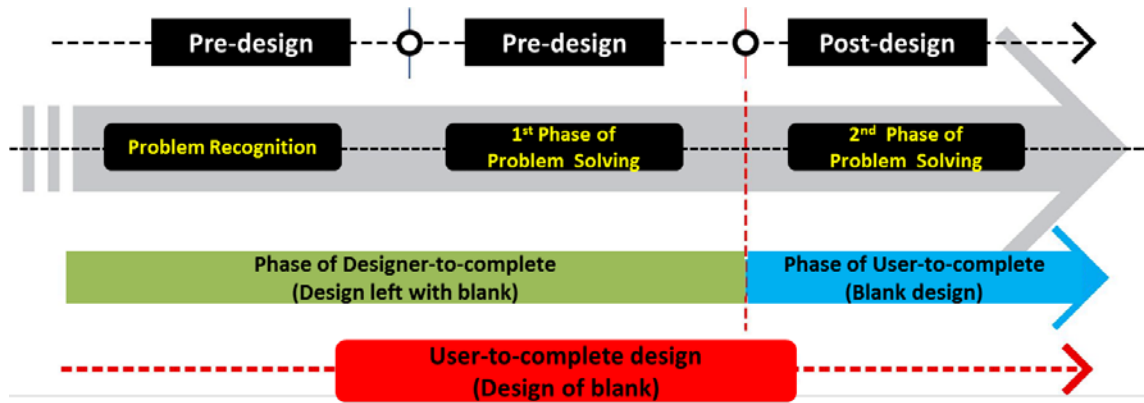 Pre-design Pre-design Post-design
Problem Recognition
1st Phase of
Problem Solving
2nd Phase of
Problem Solving
Phase of Designer-to-complete
(Design left with blank)
Phase of User-to-complete
(Blank design)
User-to-complete design
(Design of blank)